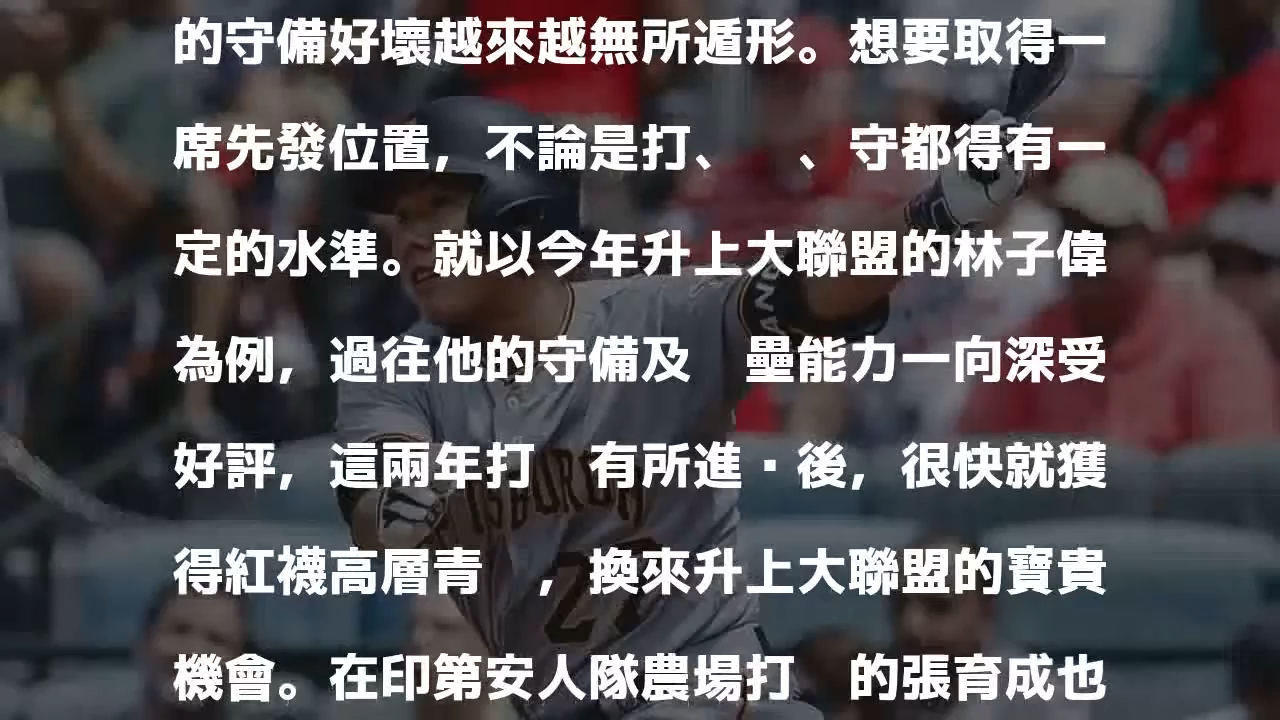 的守備好壞越來越無所遁形。想要取得一
席先發位置，不論是打、　、守都得有一
定的水準。就以今年升上大聯盟的林子偉
為例，過往他的守備及　壘能力一向深受
好評，這兩年打　有所進▪後，很快就獲
得紅襪高層青　，換來升上大聯盟的寶貴
機會。在印第安人隊農場打　的張育成也